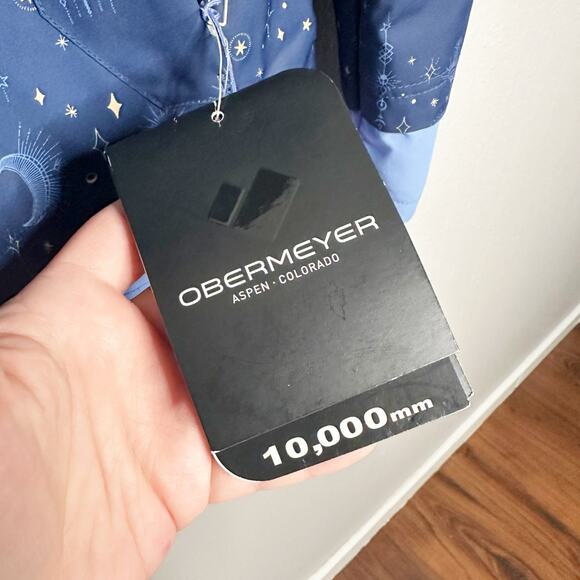 OBERMEYER
ASPEN · COLORADO
10,000mm